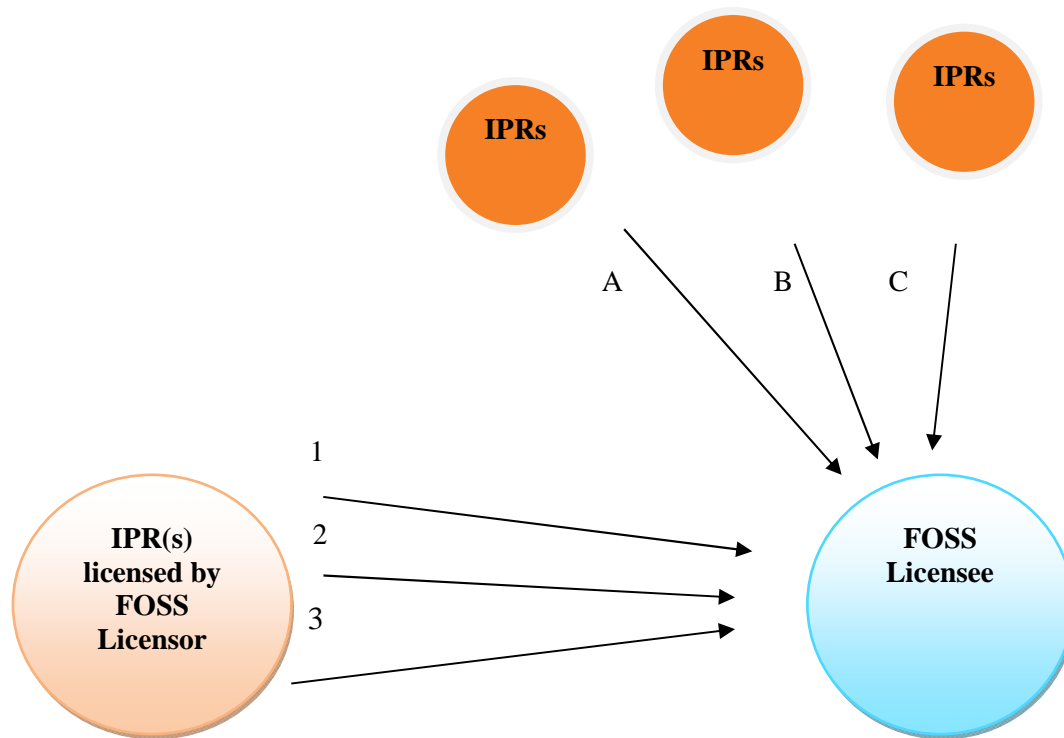 IPRs
IPRs
IPRs
A
B
C
1
2
3
IPR(s)
licensed by
FOSS
Licensor
FOSS
Licensee